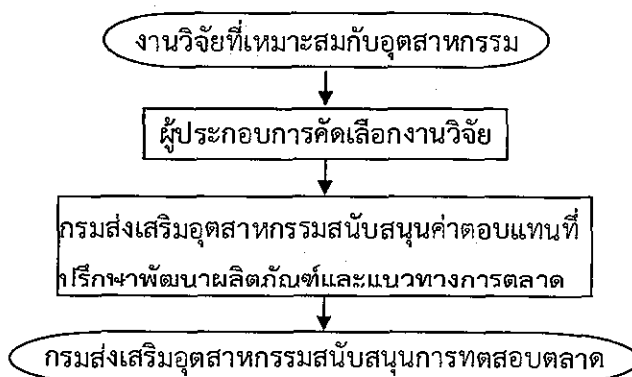 งานวิจัยที่เหมาะสมกับอุตสาหกรรม
ผู้ประกอบการคัดเลือกงานวิจัย
กรมส่งเสริมอุตสาหกรรมสนับสนุนค่าตอบแทนที่
ปรึกษาพัฒนาผลิตภัณฑ์และแนวทางการตลาด
กรมส่งเสริมอุตสาหกรรมสนับสนุนการทดสอบตลาด